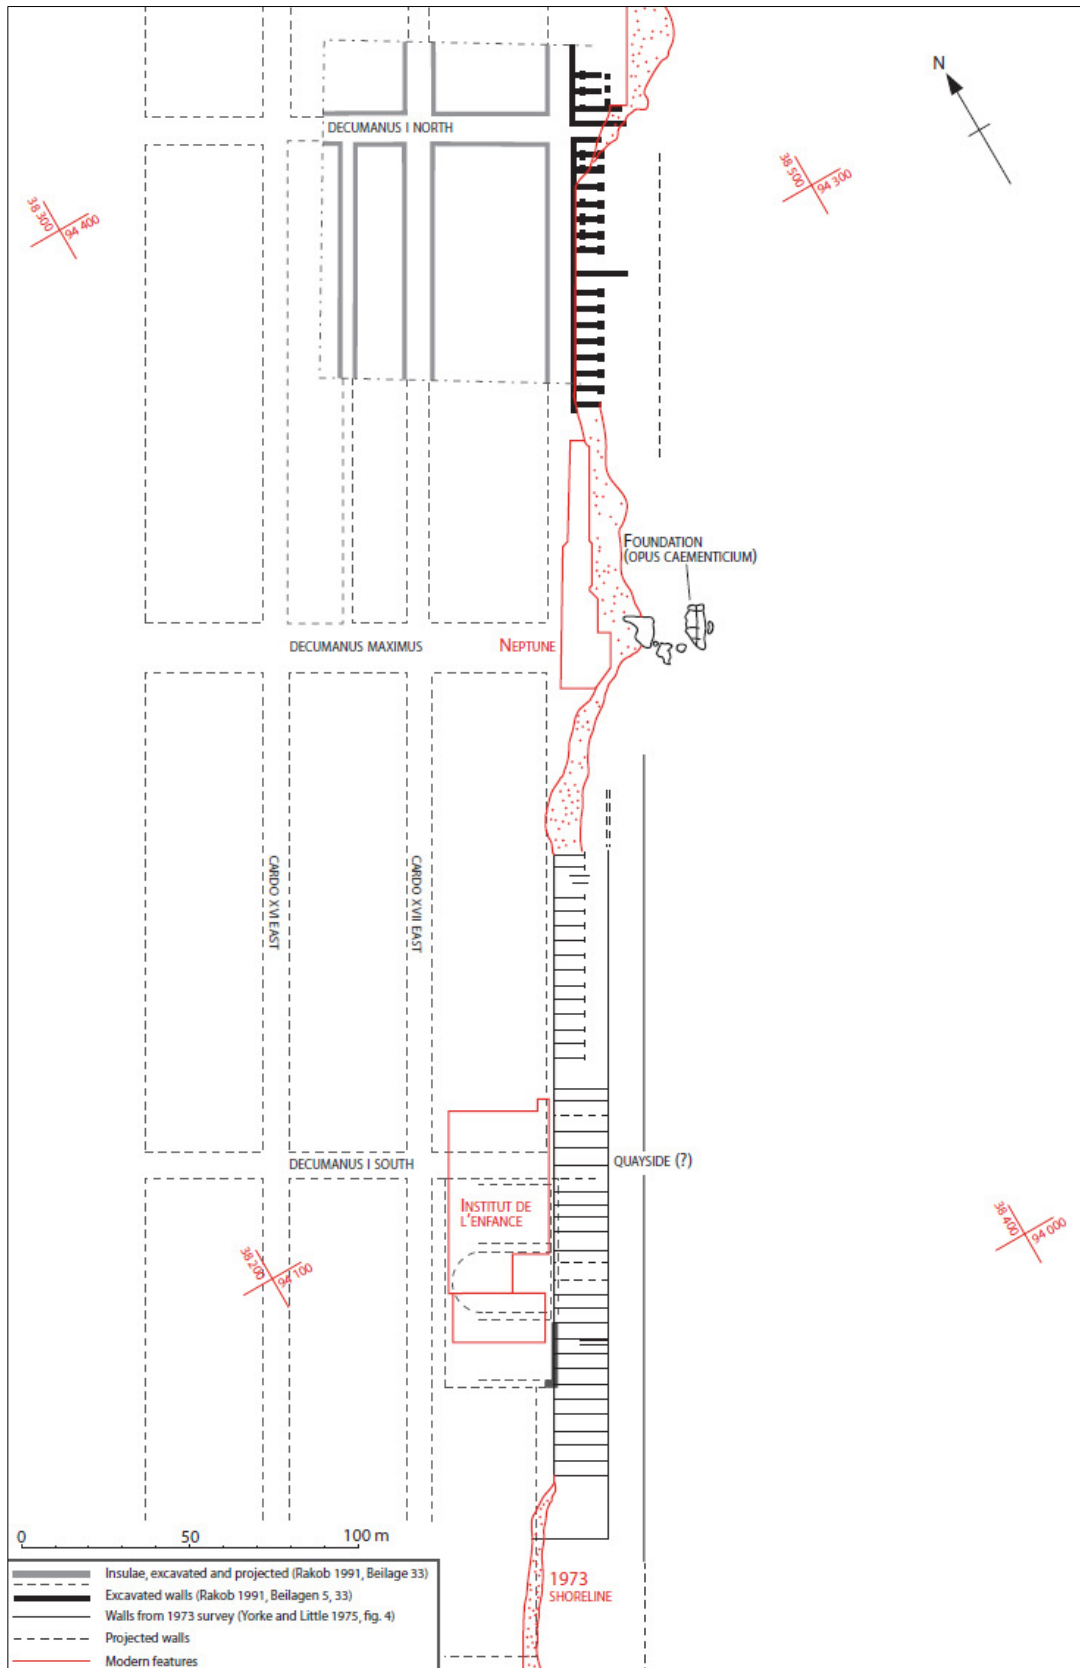 N
DECUMANUS I NORTH
38 500
94 300
38 300
94 400
FOUNDATION
(OPUS CAEMENTICIUM)
DECUMANUS MAXIMUS
NEPTUNE
CARDO XVI EAST
CARDO XVII EAST
DECUMANUS I SOUTH
QUAYSIDE (?)
INSTITUT DE
L'ENFANCE
38 400
94 000
38 200
94 100
0 50 100 m
1973
SHORELINE
Insulae, excavated and projected (Rakob 1991, Beilage 33)
Excavated walls (Rakob 1991, Beilagen 5, 33)
Walls from 1973 survey (Yorke and Little 1975, fig. 4)
Projected walls
Modern features